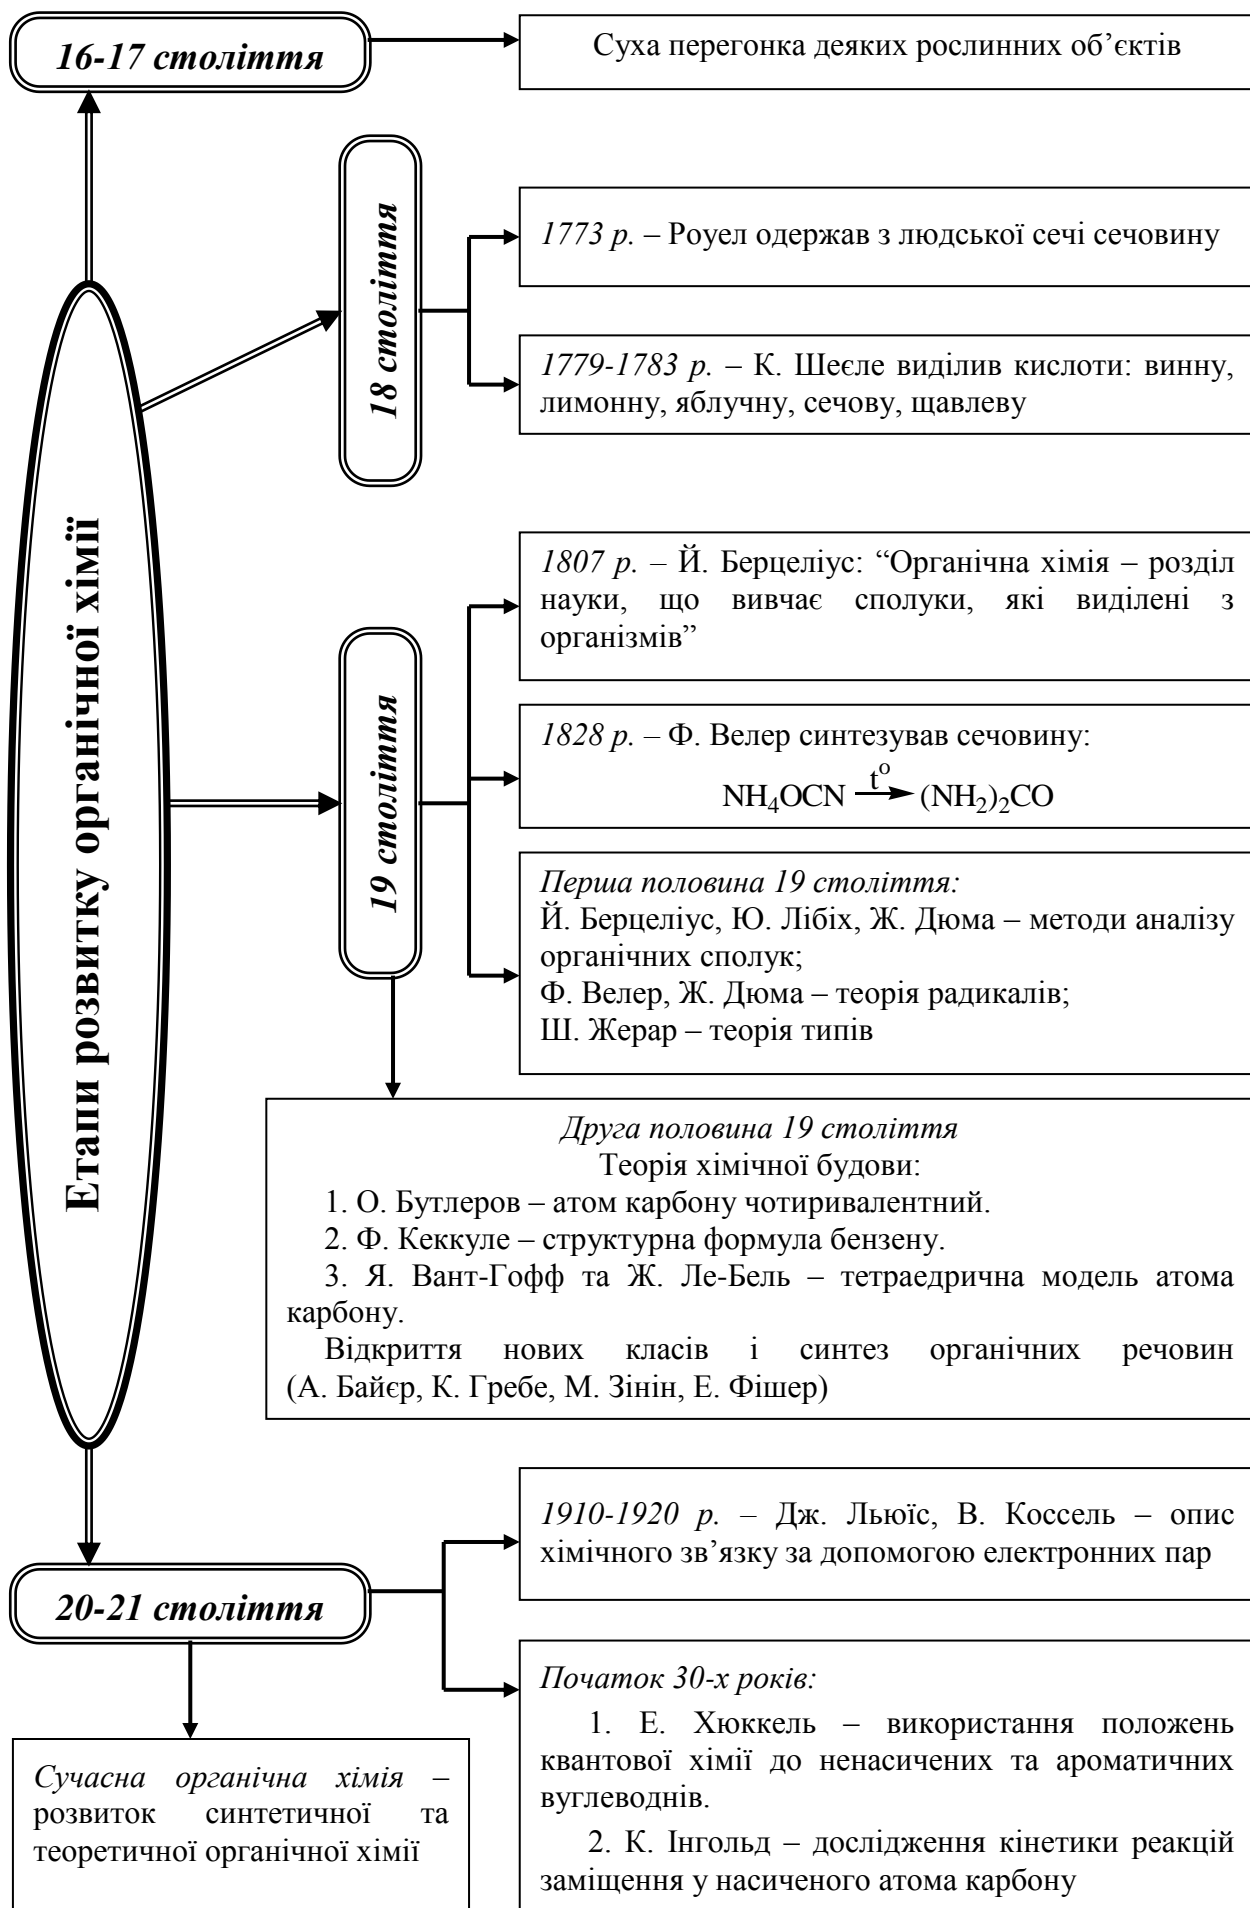 16-17 століття
Суха перегонка деяких рослинних об’єктів
Етапи розвитку органічної хімії
18 століття
1773 р. – Роуел одержав з людської сечі сечовину
1779-1783 р. – К. Шеєле виділив кислоти: винну,
лимонну, яблучну, сечову, щавлеву
19 століття
1807 р. – Й. Берцеліус: “Органічна хімія – розділ
науки, що вивчає сполуки, які виділені з
організмів”
1828 р. – Ф. Велер синтезував сечовину:
t°
NH₄OCN → (NH₂)₂CO
Перша половина 19 століття:
Й. Берцеліус, Ю. Лібіх, Ж. Дюма – методи аналізу
органічних сполук;
Ф. Велер, Ж. Дюма – теорія радикалів;
Ш. Жерар – теорія типів
Друга половина 19 століття
Теорія хімічної будови:
1. О. Бутлеров – атом карбону чотиривалентний.
2. Ф. Кеккуле – структурна формула бензену.
3. Я. Вант-Гофф та Ж. Ле-Бель – тетраедрична модель атома
карбону.
Відкриття нових класів і синтез органічних речовин
(А. Байєр, К. Гребе, М. Зінін, Е. Фішер)
20-21 століття
1910-1920 р. – Дж. Льюїс, В. Коссель – опис
хімічного зв’язку за допомогою електронних пар
Початок 30-х років:
1. Е. Хюккель – використання положень
квантової хімії до ненасичених та ароматичних
вуглеводнів.
2. К. Інгольд – дослідження кінетики реакцій
заміщення у насиченого атома карбону
Сучасна органічна хімія –
розвиток синтетичної та
теоретичної органічної хімії